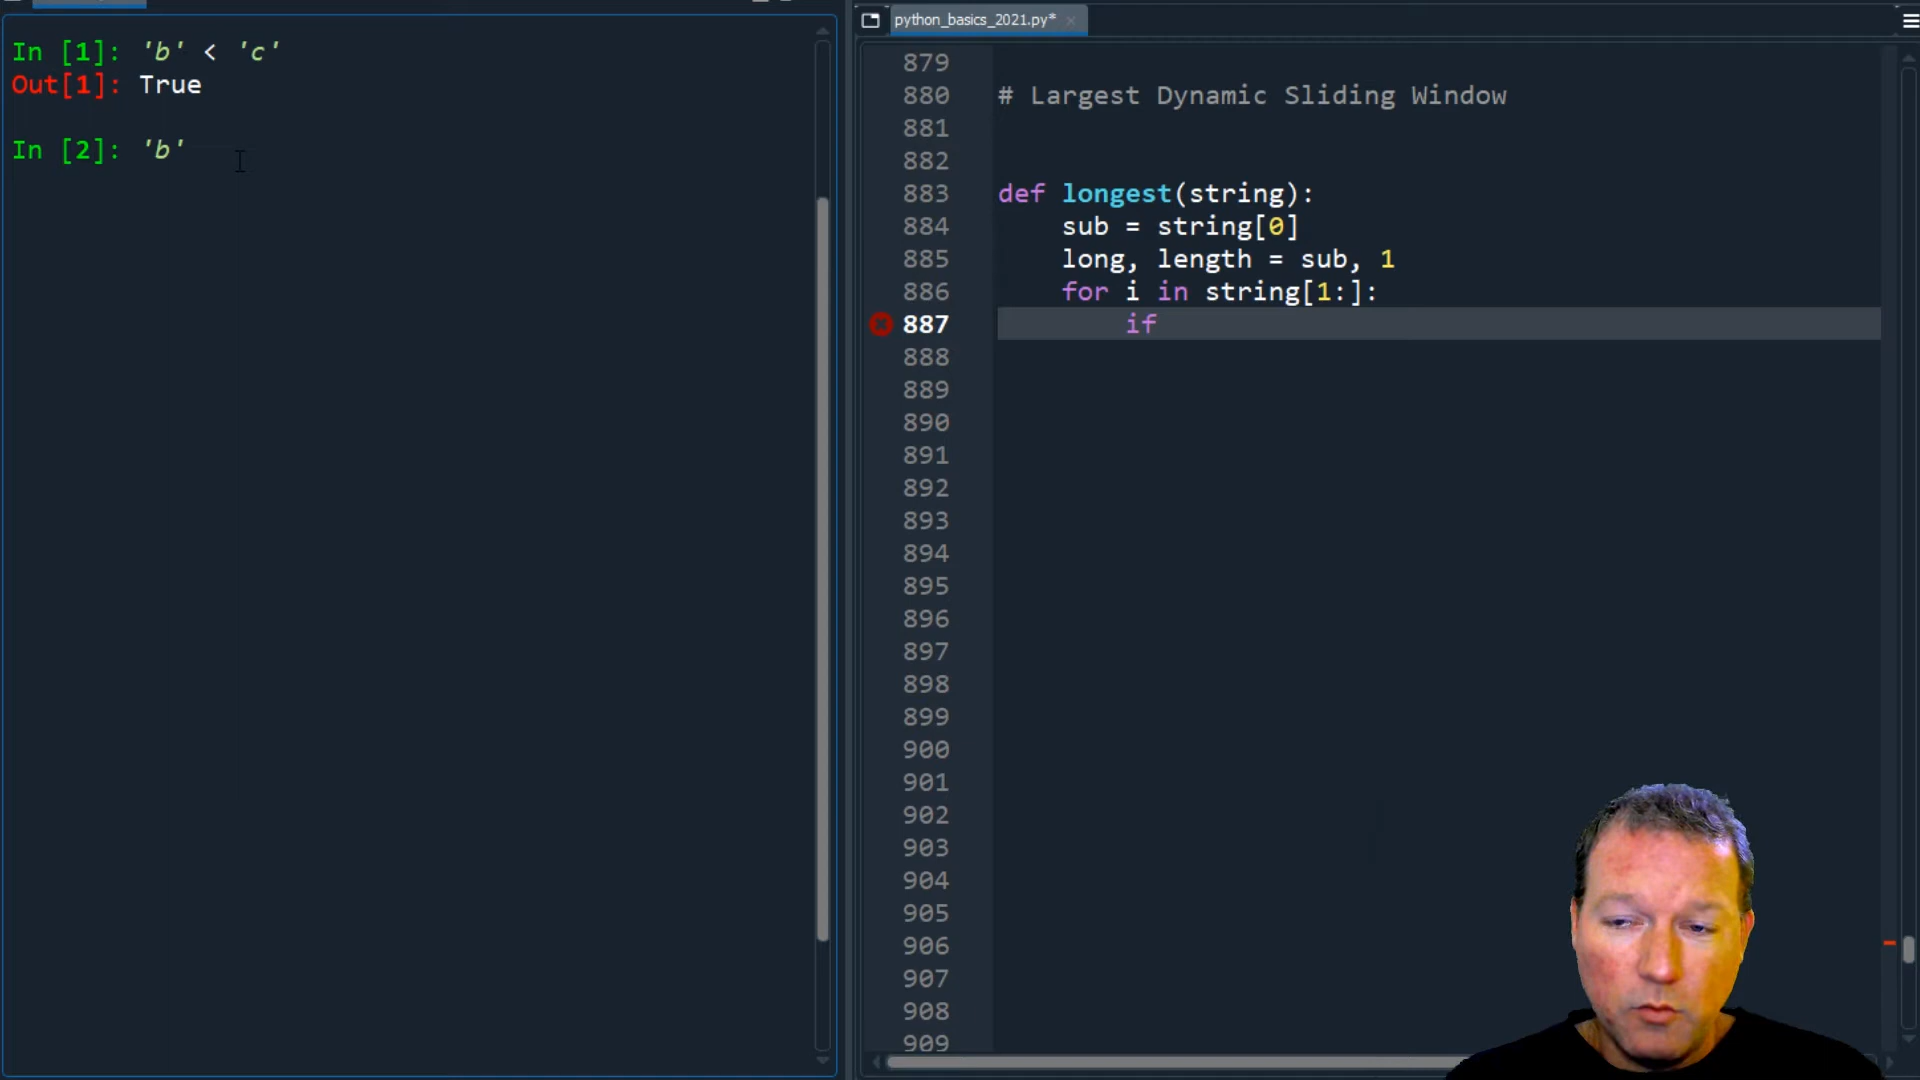 In [1]: 'b' < 'c'
Out[1]: True
In [2]: 'b'
python_basics_2021.py*
879
880 # Largest Dynamic Sliding Window
881
882
883 def longest(string):
884 sub = string[0]
885 long, length = sub, 1
886 for i in string[1:]:
887 if
888
889
890
891
892
893
894
895
896
897
898
899
900
901
902
903
904
905
906
907
908
909